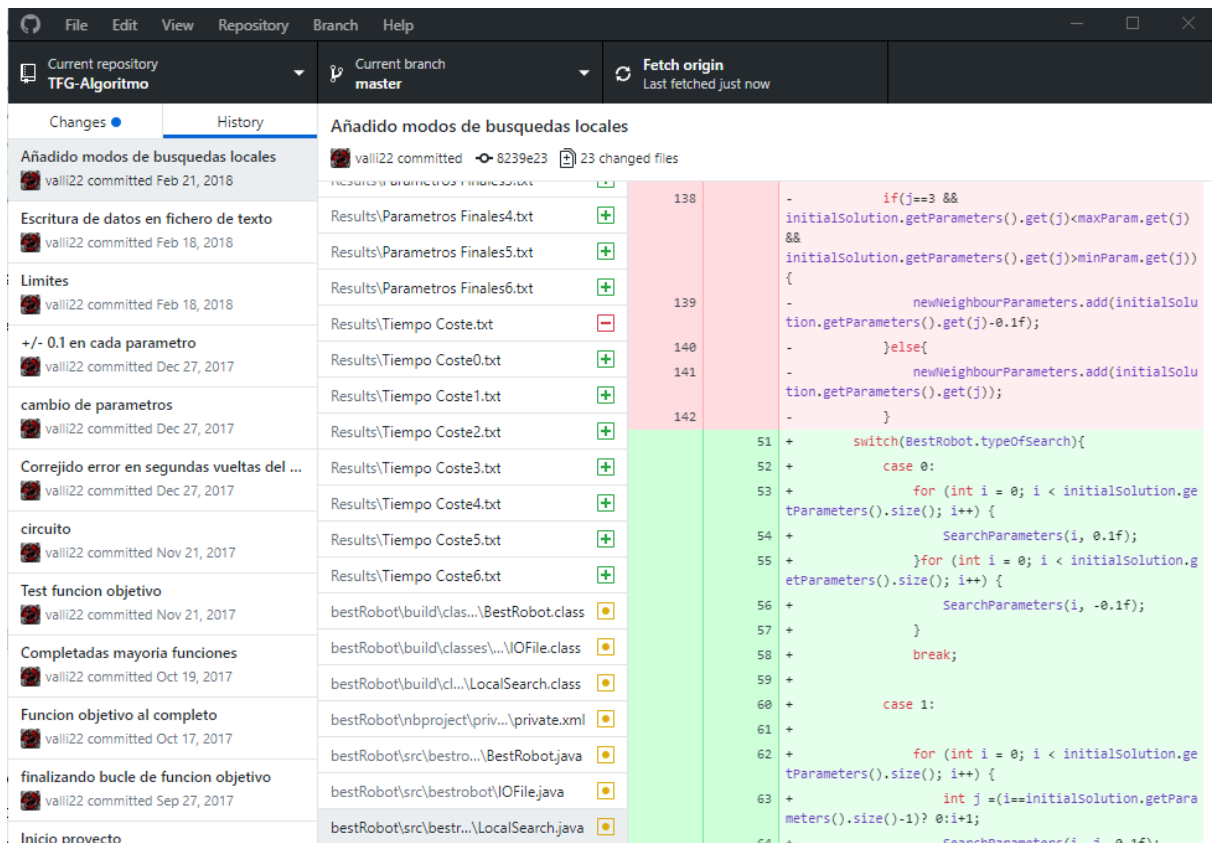 File Edit View Repository Branch Help
Current repository
TFG-Algoritmo
Current branch
master
Fetch origin
Last fetched just now
Changes History
Añadido modos de busquedas locales
valli22 committed Feb 21, 2018
Escritura de datos en fichero de texto
valli22 committed Feb 18, 2018
Limites
valli22 committed Feb 18, 2018
+/- 0.1 en cada parametro
valli22 committed Dec 27, 2017
cambio de parametros
valli22 committed Dec 27, 2017
Correjido error en segundas vueltas del ...
valli22 committed Dec 27, 2017
circuito
valli22 committed Nov 21, 2017
Test funcion objetivo
valli22 committed Nov 21, 2017
Completadas mayoria funciones
valli22 committed Oct 19, 2017
Funcion objetivo al completo
valli22 committed Oct 17, 2017
finalizando bucle de funcion objetivo
valli22 committed Sep 27, 2017
Inicio proyecto
Añadido modos de busquedas locales
valli22 committed 8239e23 23 changed files
Results\Parametros Finales3.txt
Results\Parametros Finales4.txt
Results\Parametros Finales5.txt
Results\Parametros Finales6.txt
Results\Tiempo Coste.txt
Results\Tiempo Coste0.txt
Results\Tiempo Coste1.txt
Results\Tiempo Coste2.txt
Results\Tiempo Coste3.txt
Results\Tiempo Coste4.txt
Results\Tiempo Coste5.txt
Results\Tiempo Coste6.txt
bestRobot\build\clas...\BestRobot.class
bestRobot\build\classes\...\IOFile.class
bestRobot\build\cl...\LocalSearch.class
bestRobot\nbproject\priv...\private.xml
bestRobot\src\bestro...\BestRobot.java
bestRobot\src\bestrobot\IOFile.java
bestRobot\src\bestr...\LocalSearch.java
138 - if(j==3 &&
initialSolution.getParameters().get(j)<maxParam.get(j)
&&
initialSolution.getParameters().get(j)>minParam.get(j))
{
139 - newNeighbourParameters.add(initialSolu
tion.getParameters().get(j)-0.1f);
140 - }else{
141 - newNeighbourParameters.add(initialSolu
tion.getParameters().get(j));
142 - }
51 + switch(BestRobot.typeOfSearch){
52 + case 0:
53 + for (int i = 0; i < initialSolution.ge
tParameters().size(); i++) {
54 + SearchParameters(i, 0.1f);
55 + }for (int i = 0; i < initialSolution.g
etParameters().size(); i++) {
56 + SearchParameters(i, -0.1f);
57 + }
58 + break;
59 +
60 + case 1:
61 +
62 + for (int i = 0; i < initialSolution.ge
tParameters().size(); i++) {
63 + int j =(i==initialSolution.getPara
meters().size()-1)? 0:i+1;
64 + SearchParameters(i, j, 0.1f);